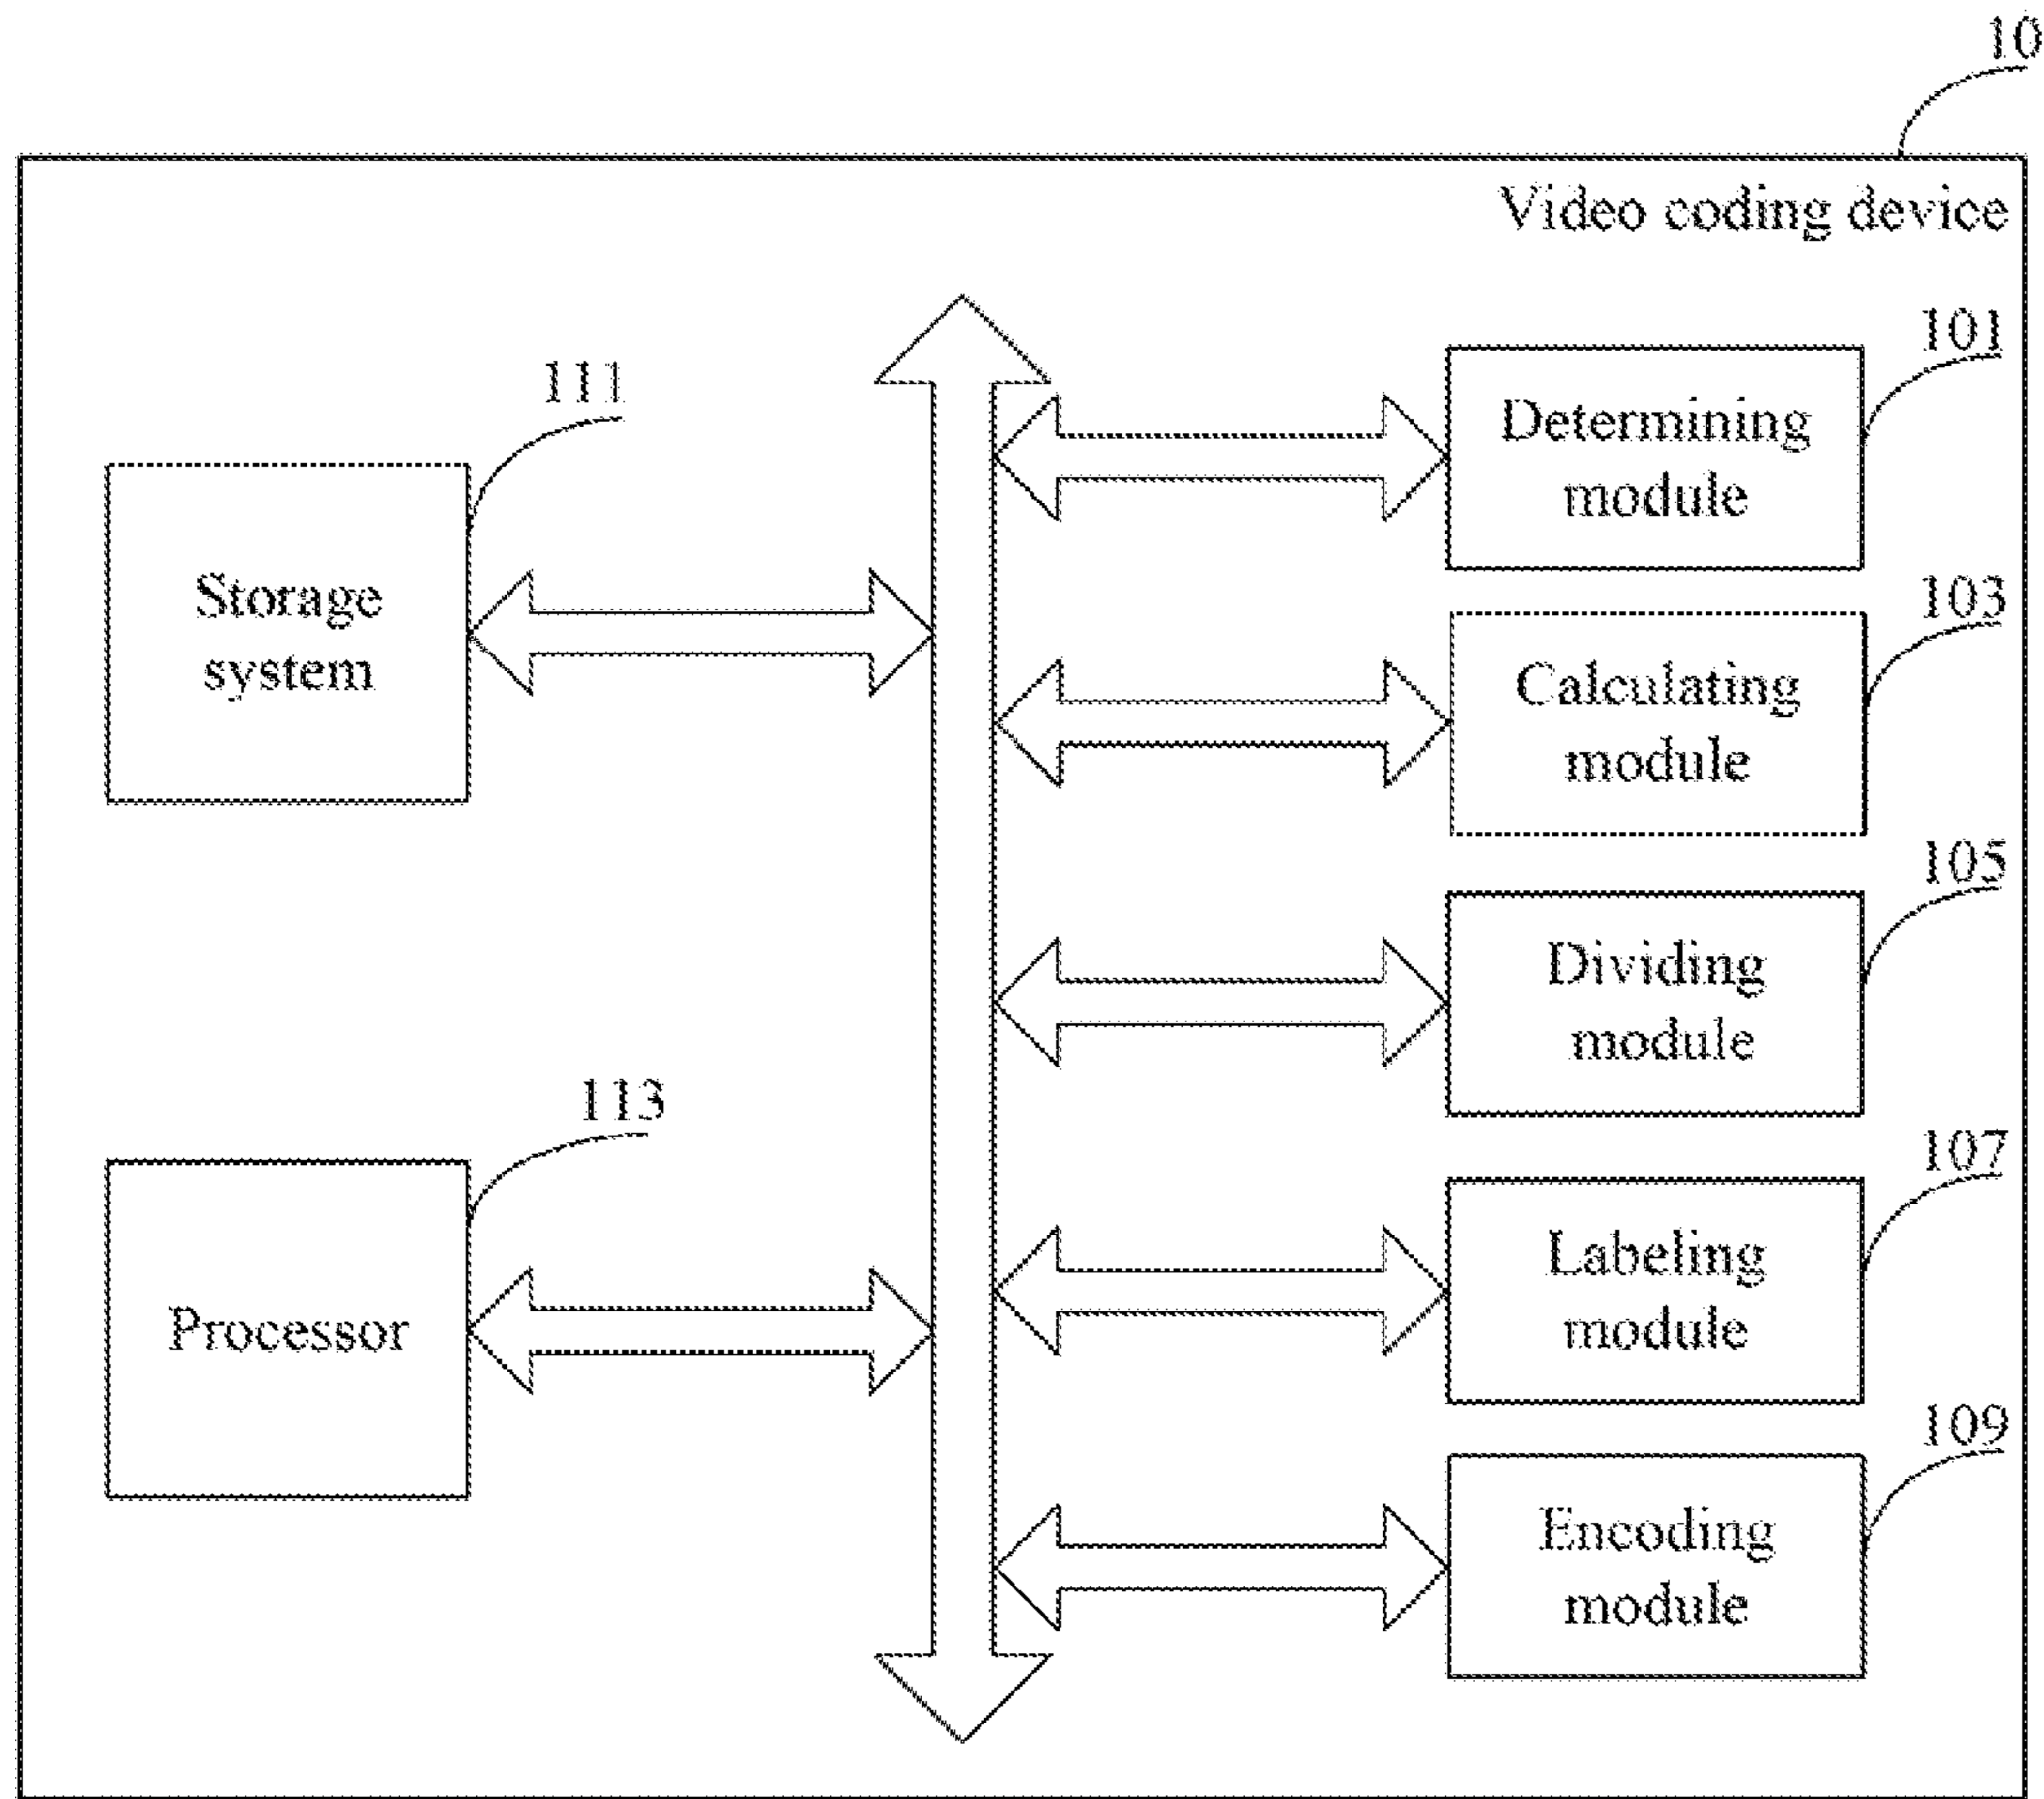 10
Video coding device
101
111
Determining
module
Storage
system
103
Calculating
module
105
Dividing
module
113
Processor
107
Labeling
module
109
Encoding
module